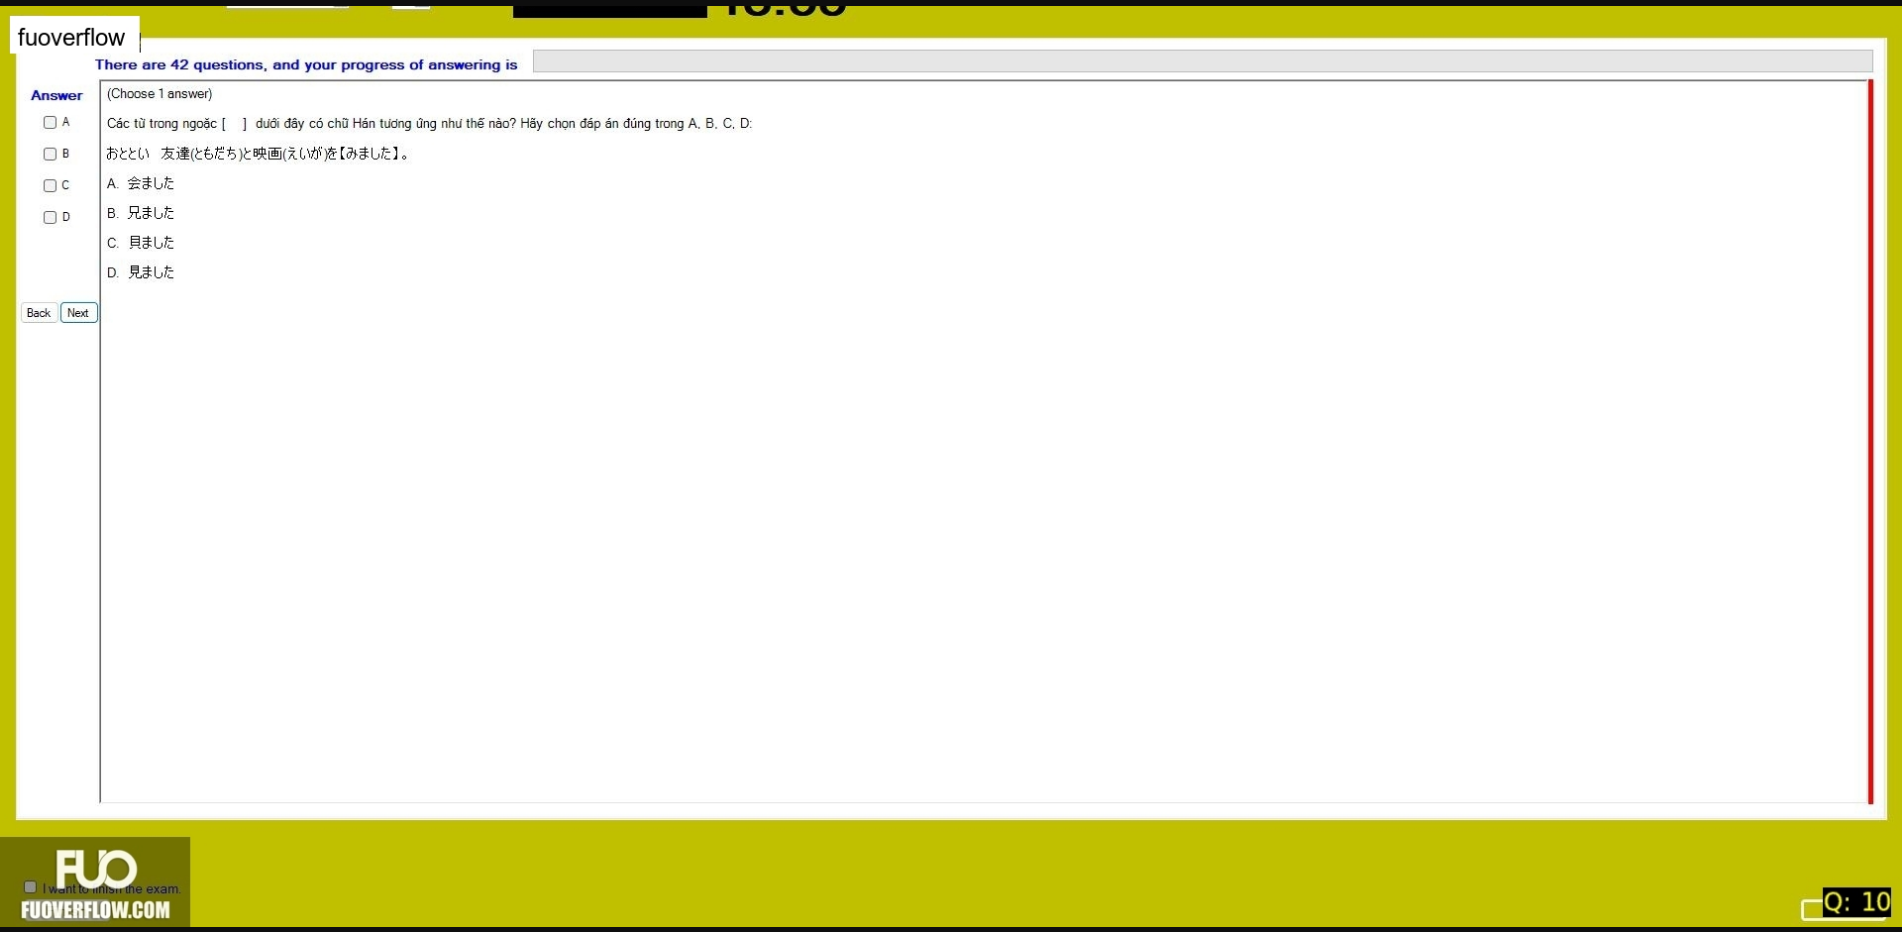 fuoverflow
There are 42 questions, and your progress of answering is
Answer
(Choose 1 answer)
A
Các từ trong ngoặc [   ] dưới đây có chữ Hán tương ứng như thế nào? Hãy chọn đáp án đúng trong A, B, C, D:
B
おととい　友達(ともだち)と映画(えいが)を【みました】。
C
A. 会ました
D
B. 兄ました
C. 貝ました
D. 見ました
Back Next
FUO
I want to finish the exam.
FUOVERFLOW.COM
Q: 10